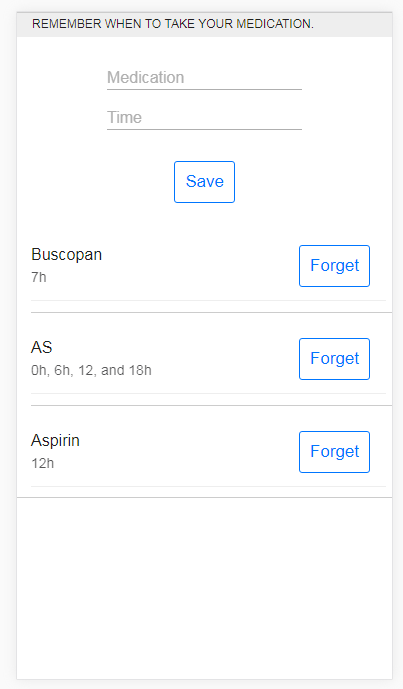 REMEMBER WHEN TO TAKE YOUR MEDICATION.
Medication
Time
Save
Buscopan
7h
Forget
AS
0h, 6h, 12, and 18h
Forget
Aspirin
12h
Forget